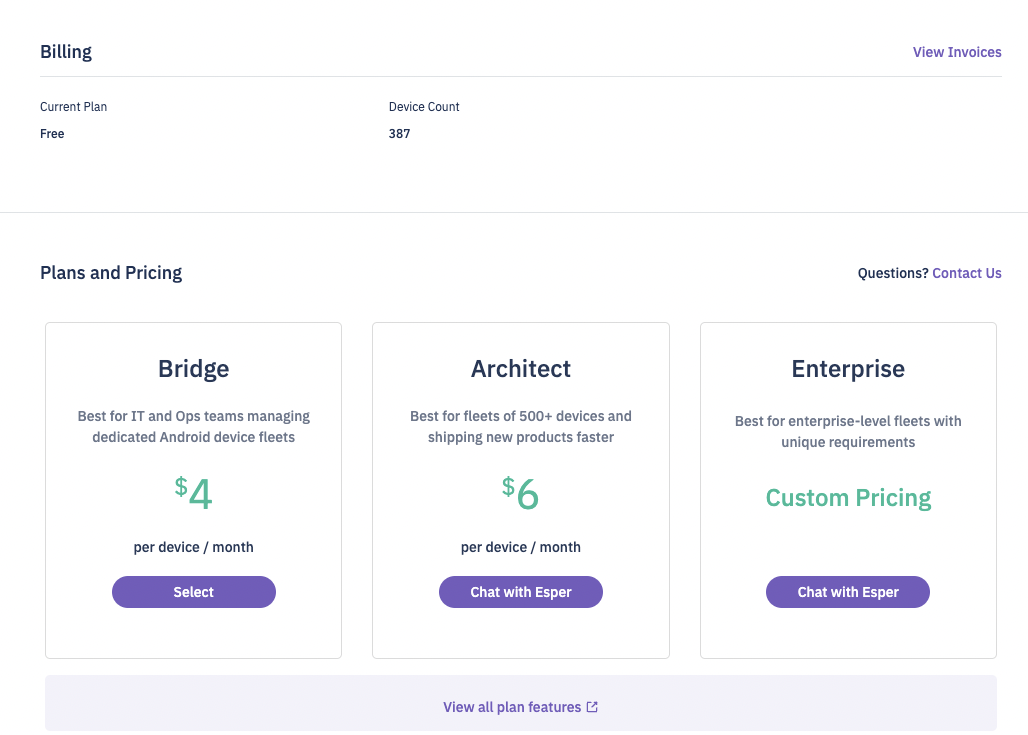 Billing
View Invoices
Current Plan
Device Count
Free
387
Plans and Pricing
Questions? Contact Us
Bridge
Best for IT and Ops teams managing
dedicated Android device fleets
$4
per device / month
Select
Architect
Best for fleets of 500+ devices and
shipping new products faster
$6
per device / month
Chat with Esper
Enterprise
Best for enterprise-level fleets with
unique requirements
Custom Pricing
Chat with Esper
View all plan features